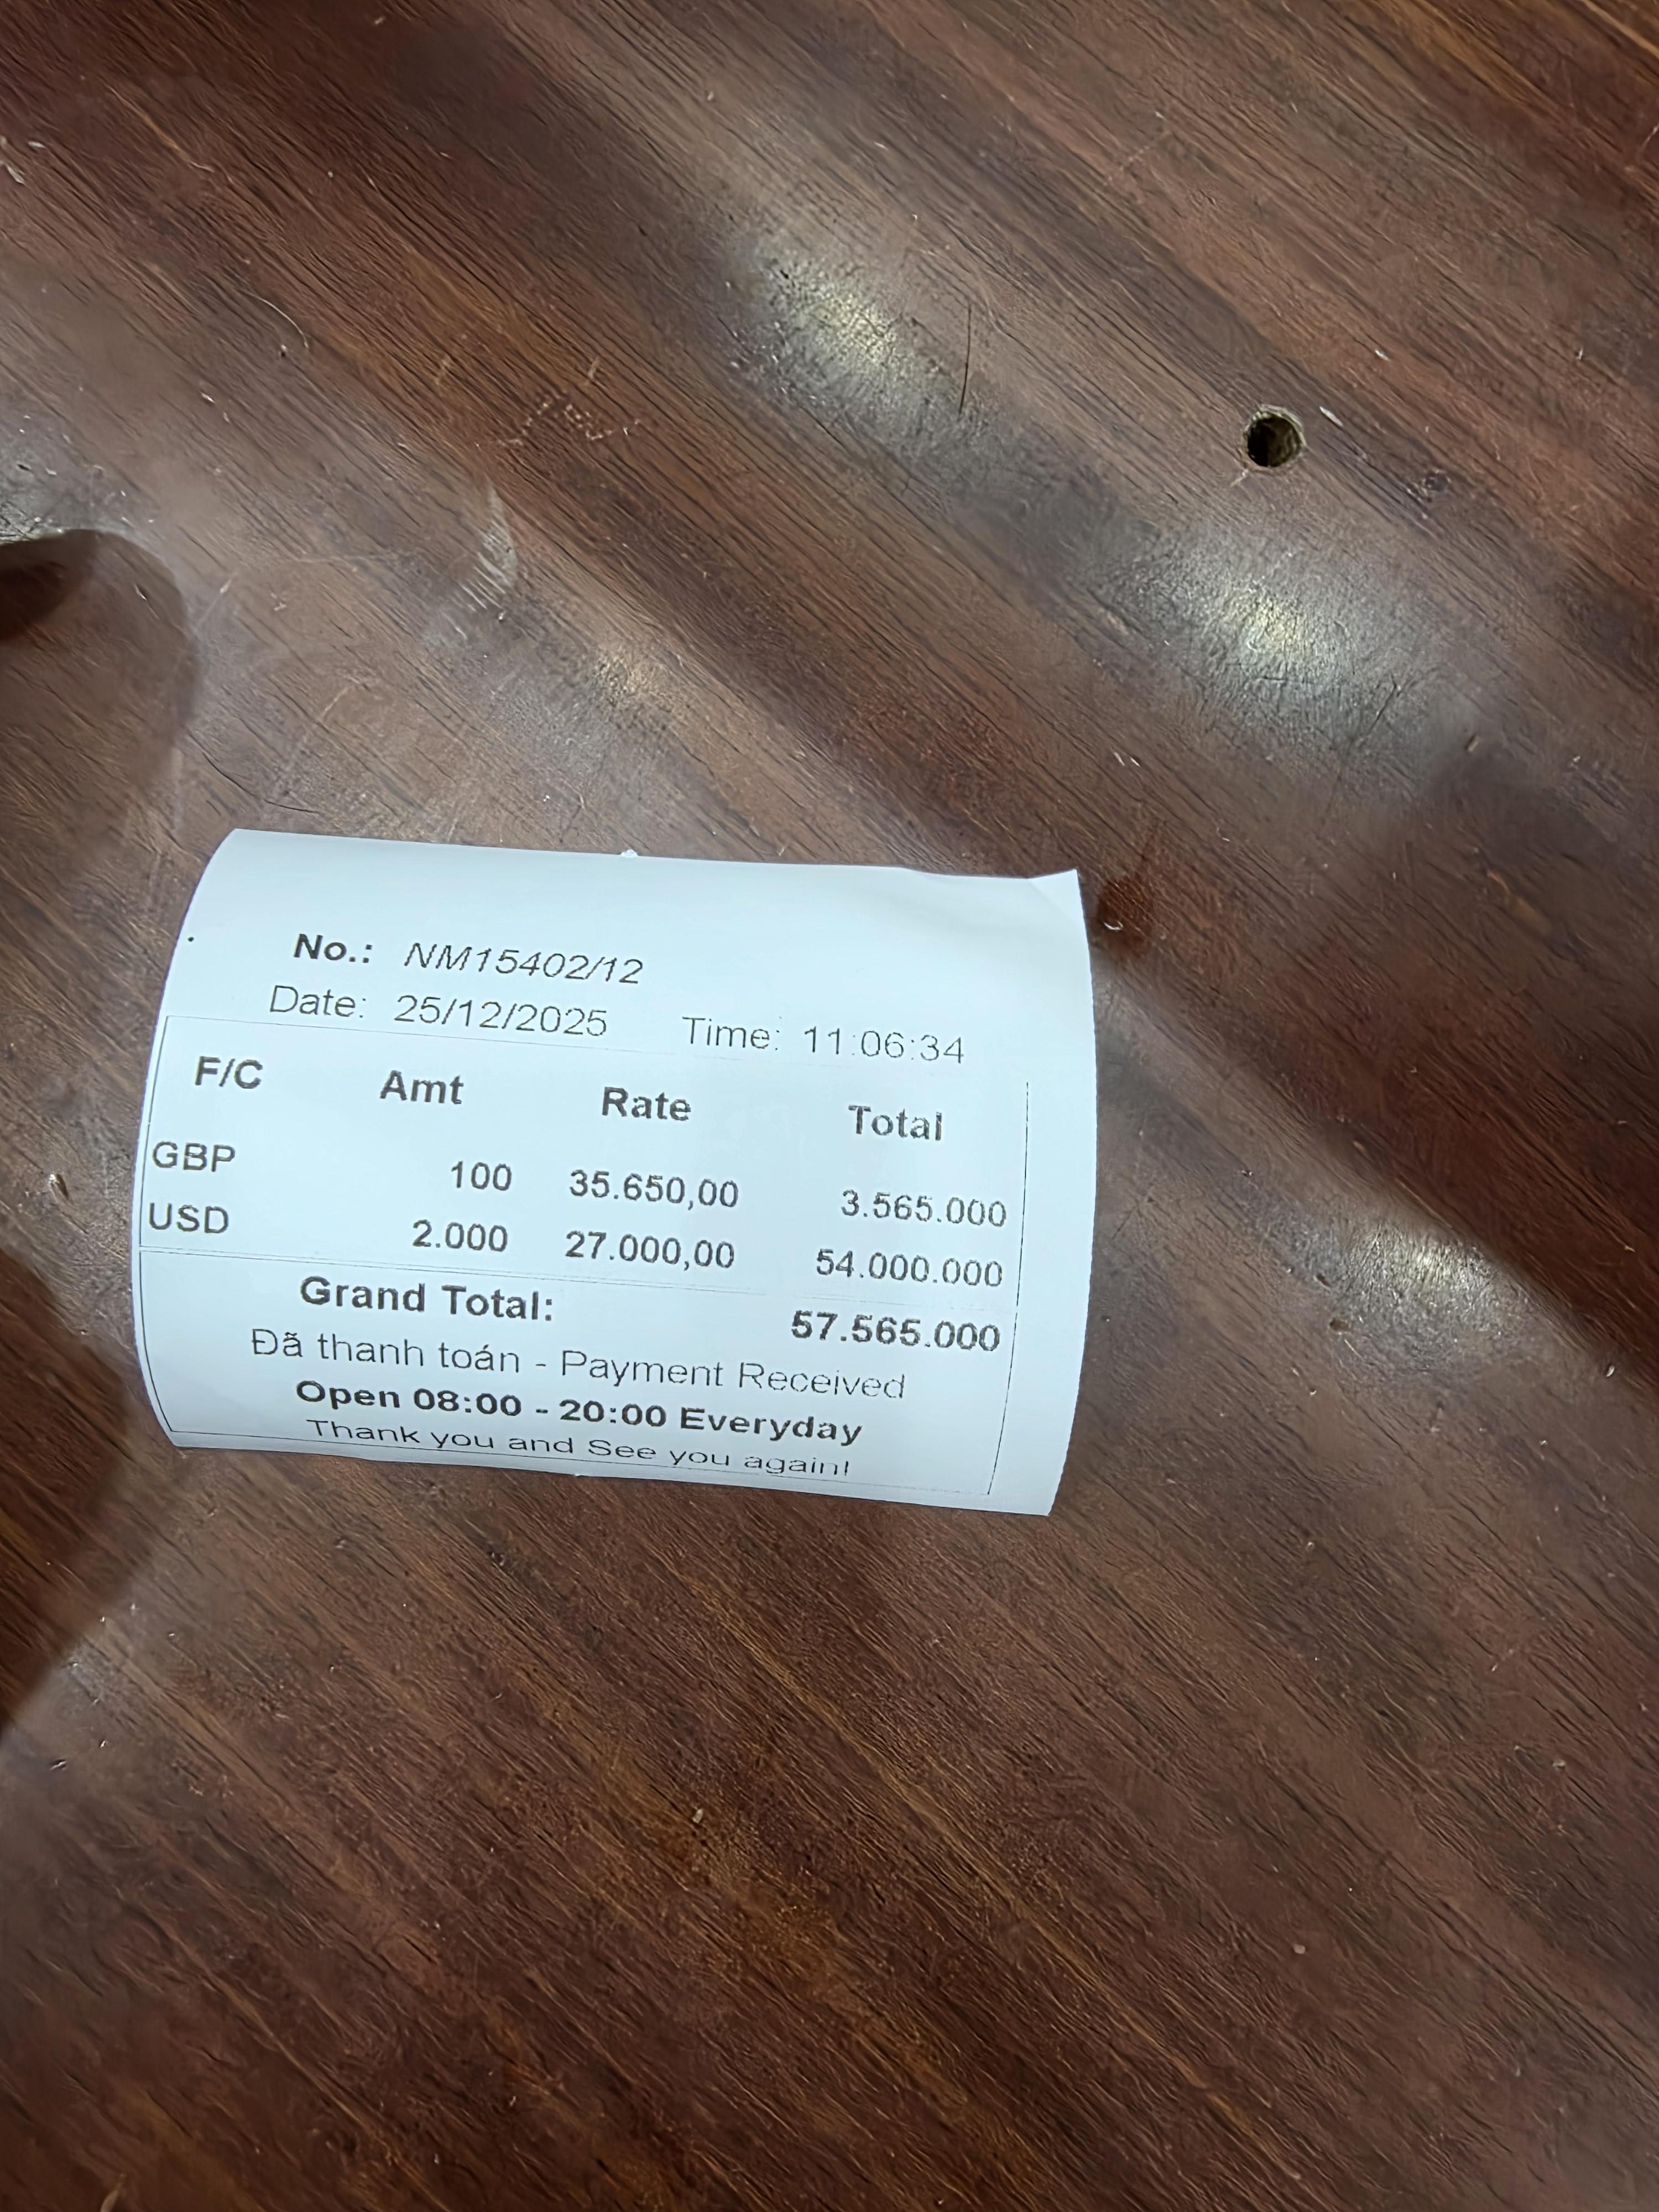 No.: NM15402/12
Date: 25/12/2025 Time: 11:06:34
F/C Amt Rate Total
GBP 100 35.650,00 3.565.000
USD 2.000 27.000,00 54.000.000
Grand Total: 57.565.000
Đã thanh toán - Payment Received
Open 08:00 - 20:00 Everyday
Thank you and See you again!